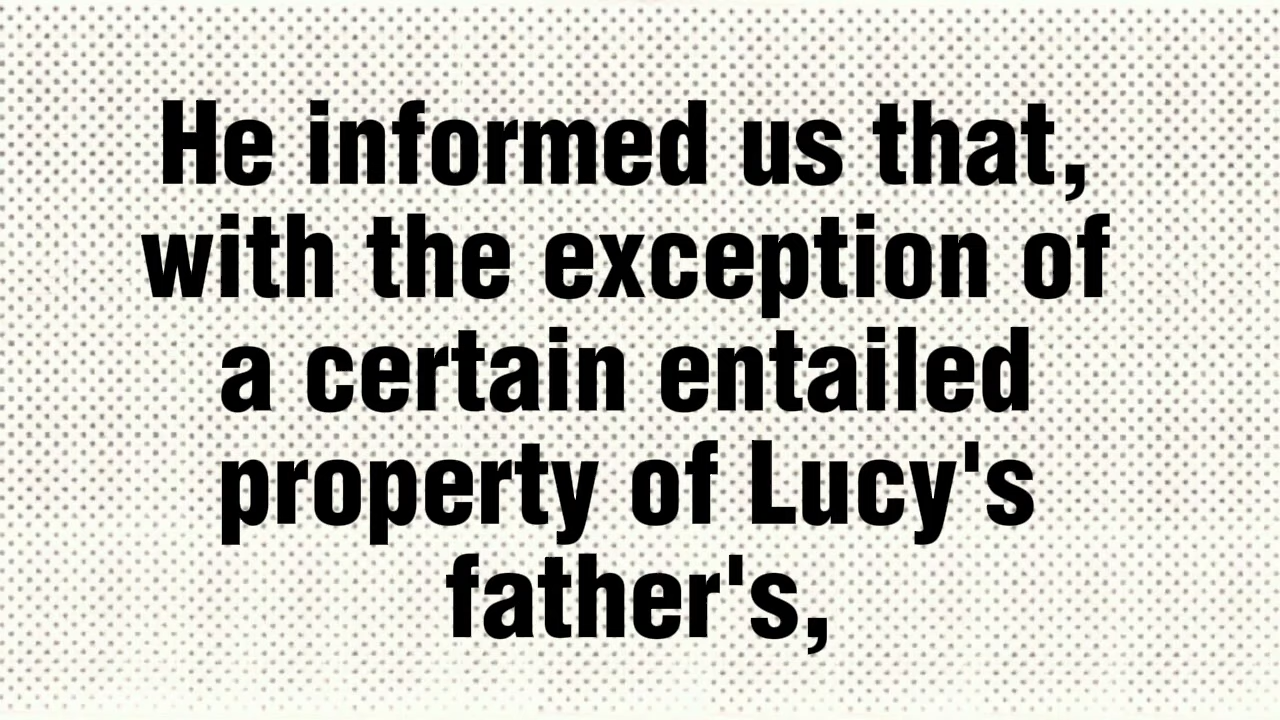 He informed us that,
with the exception of
a certain entailed
property of Lucy's
father's,